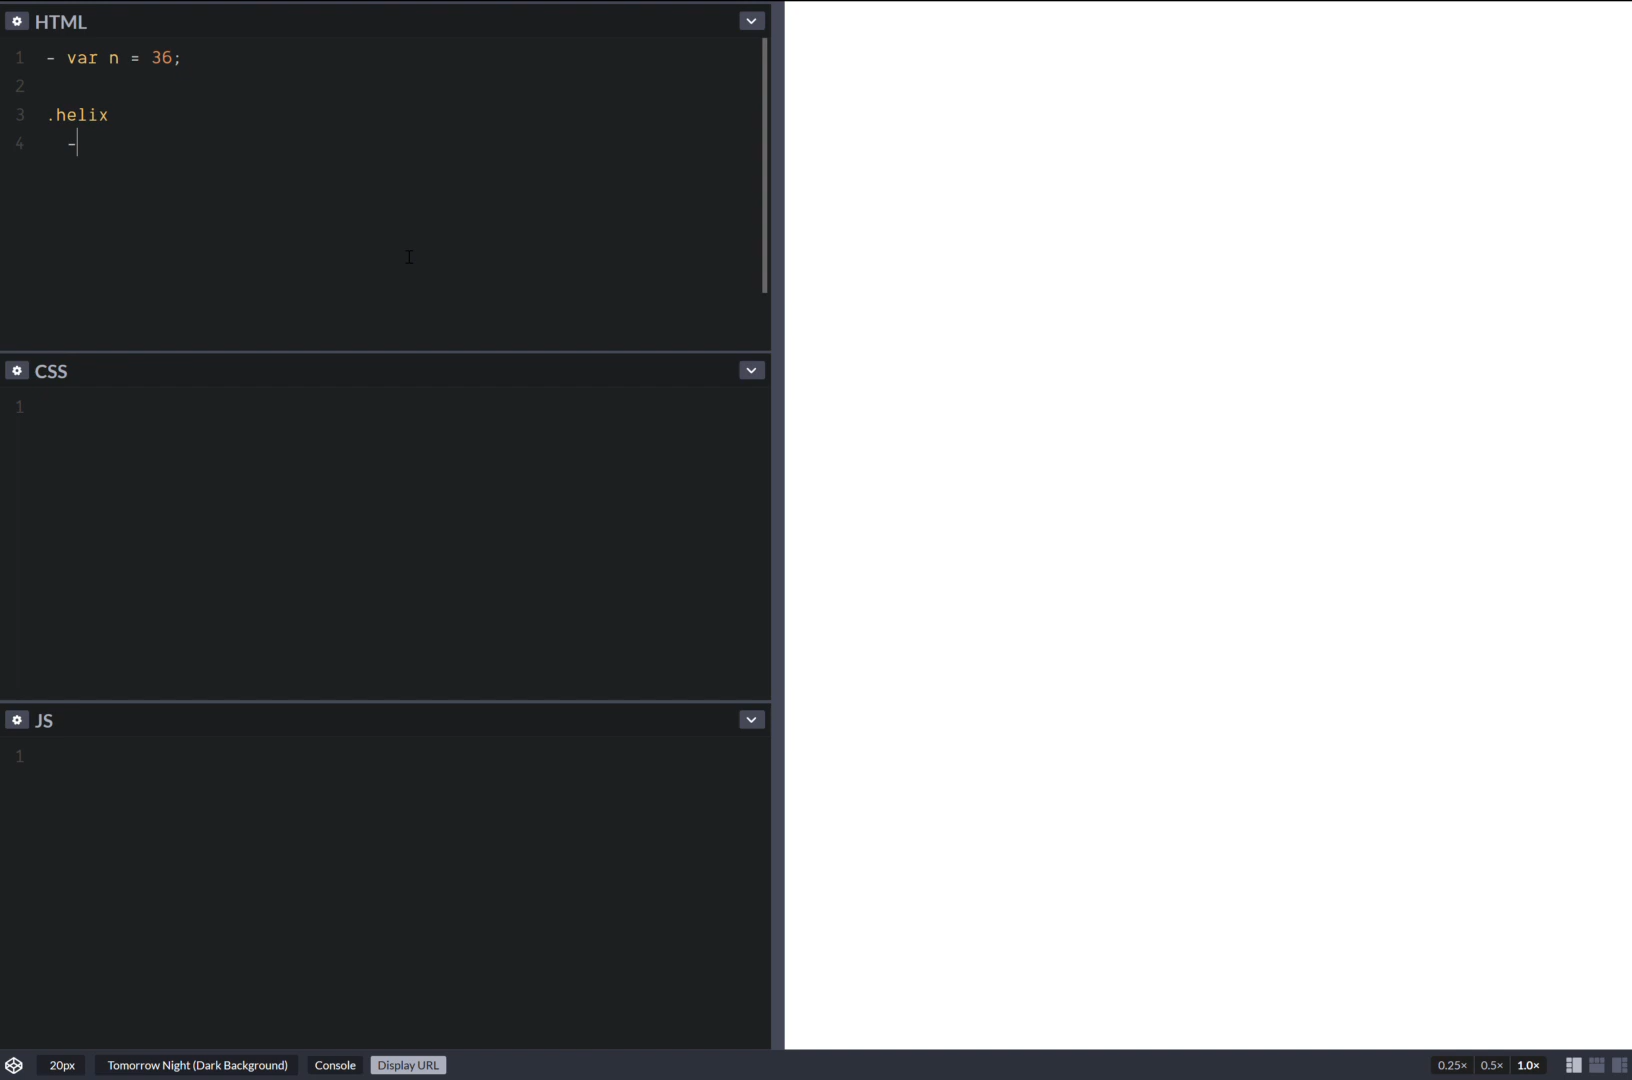 HTML
1 - var n = 36;
2
3 .helix
4 -
CSS
1
JS
1
20px Tomorrow Night (Dark Background) Console Display URL 0.25× 0.5× 1.0×